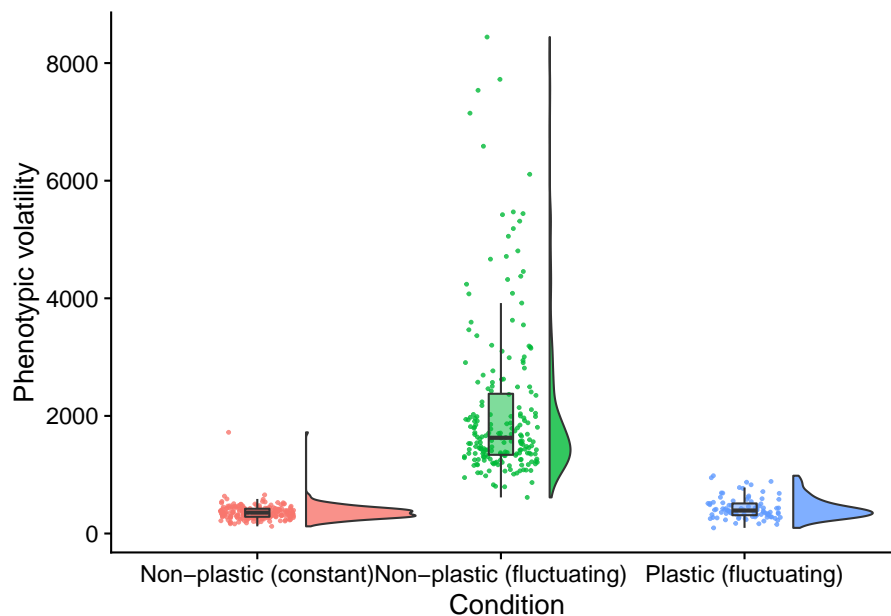 Phenotypic volatility
8000
6000
4000
2000
0
Non−plastic (constant)
Non−plastic (fluctuating)
Plastic (fluctuating)
Condition